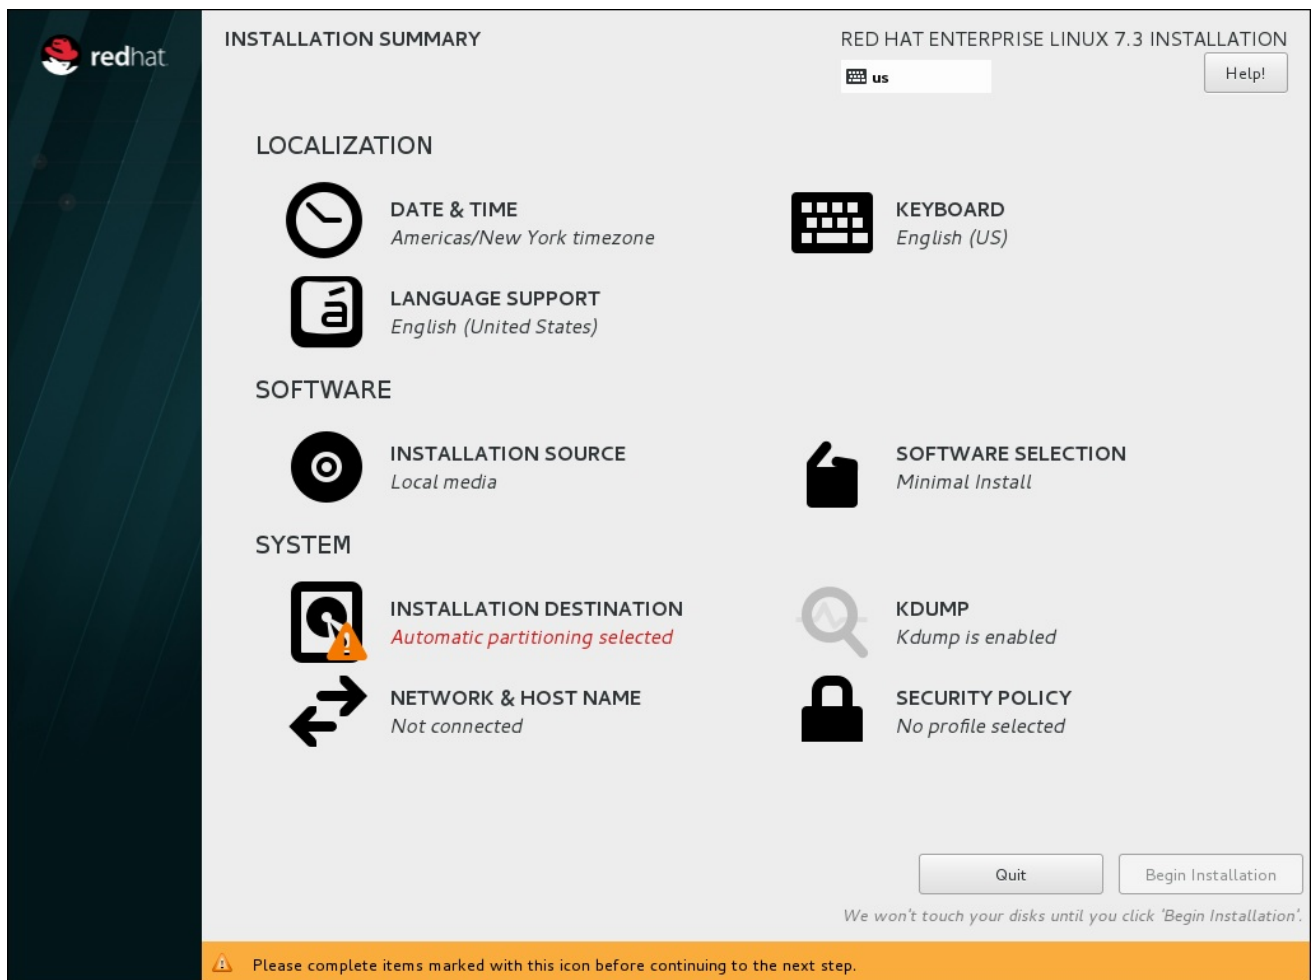 redhat
INSTALLATION SUMMARY
RED HAT ENTERPRISE LINUX 7.3 INSTALLATION
us
Help!
LOCALIZATION
DATE & TIME
Americas/New York timezone
KEYBOARD
English (US)
á
LANGUAGE SUPPORT
English (United States)
SOFTWARE
INSTALLATION SOURCE
Local media
SOFTWARE SELECTION
Minimal Install
SYSTEM
INSTALLATION DESTINATION
Automatic partitioning selected
KDUMP
Kdump is enabled
NETWORK & HOST NAME
Not connected
SECURITY POLICY
No profile selected
Quit
Begin Installation
We won't touch your disks until you click 'Begin Installation'.
Please complete items marked with this icon before continuing to the next step.